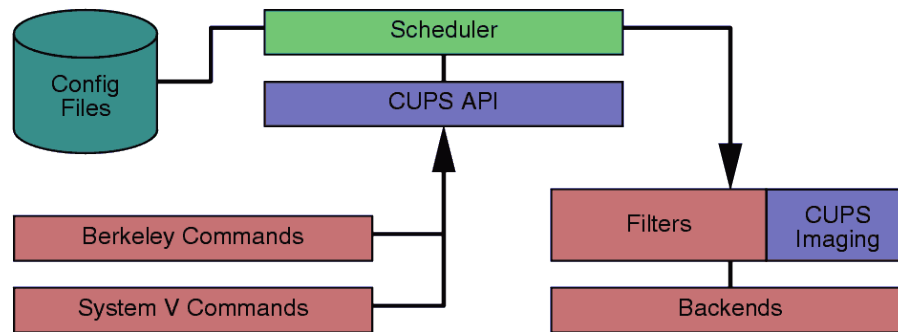 Scheduler
Config
Files
CUPS API
Berkeley Commands
System V Commands
Filters
CUPS
Imaging
Backends